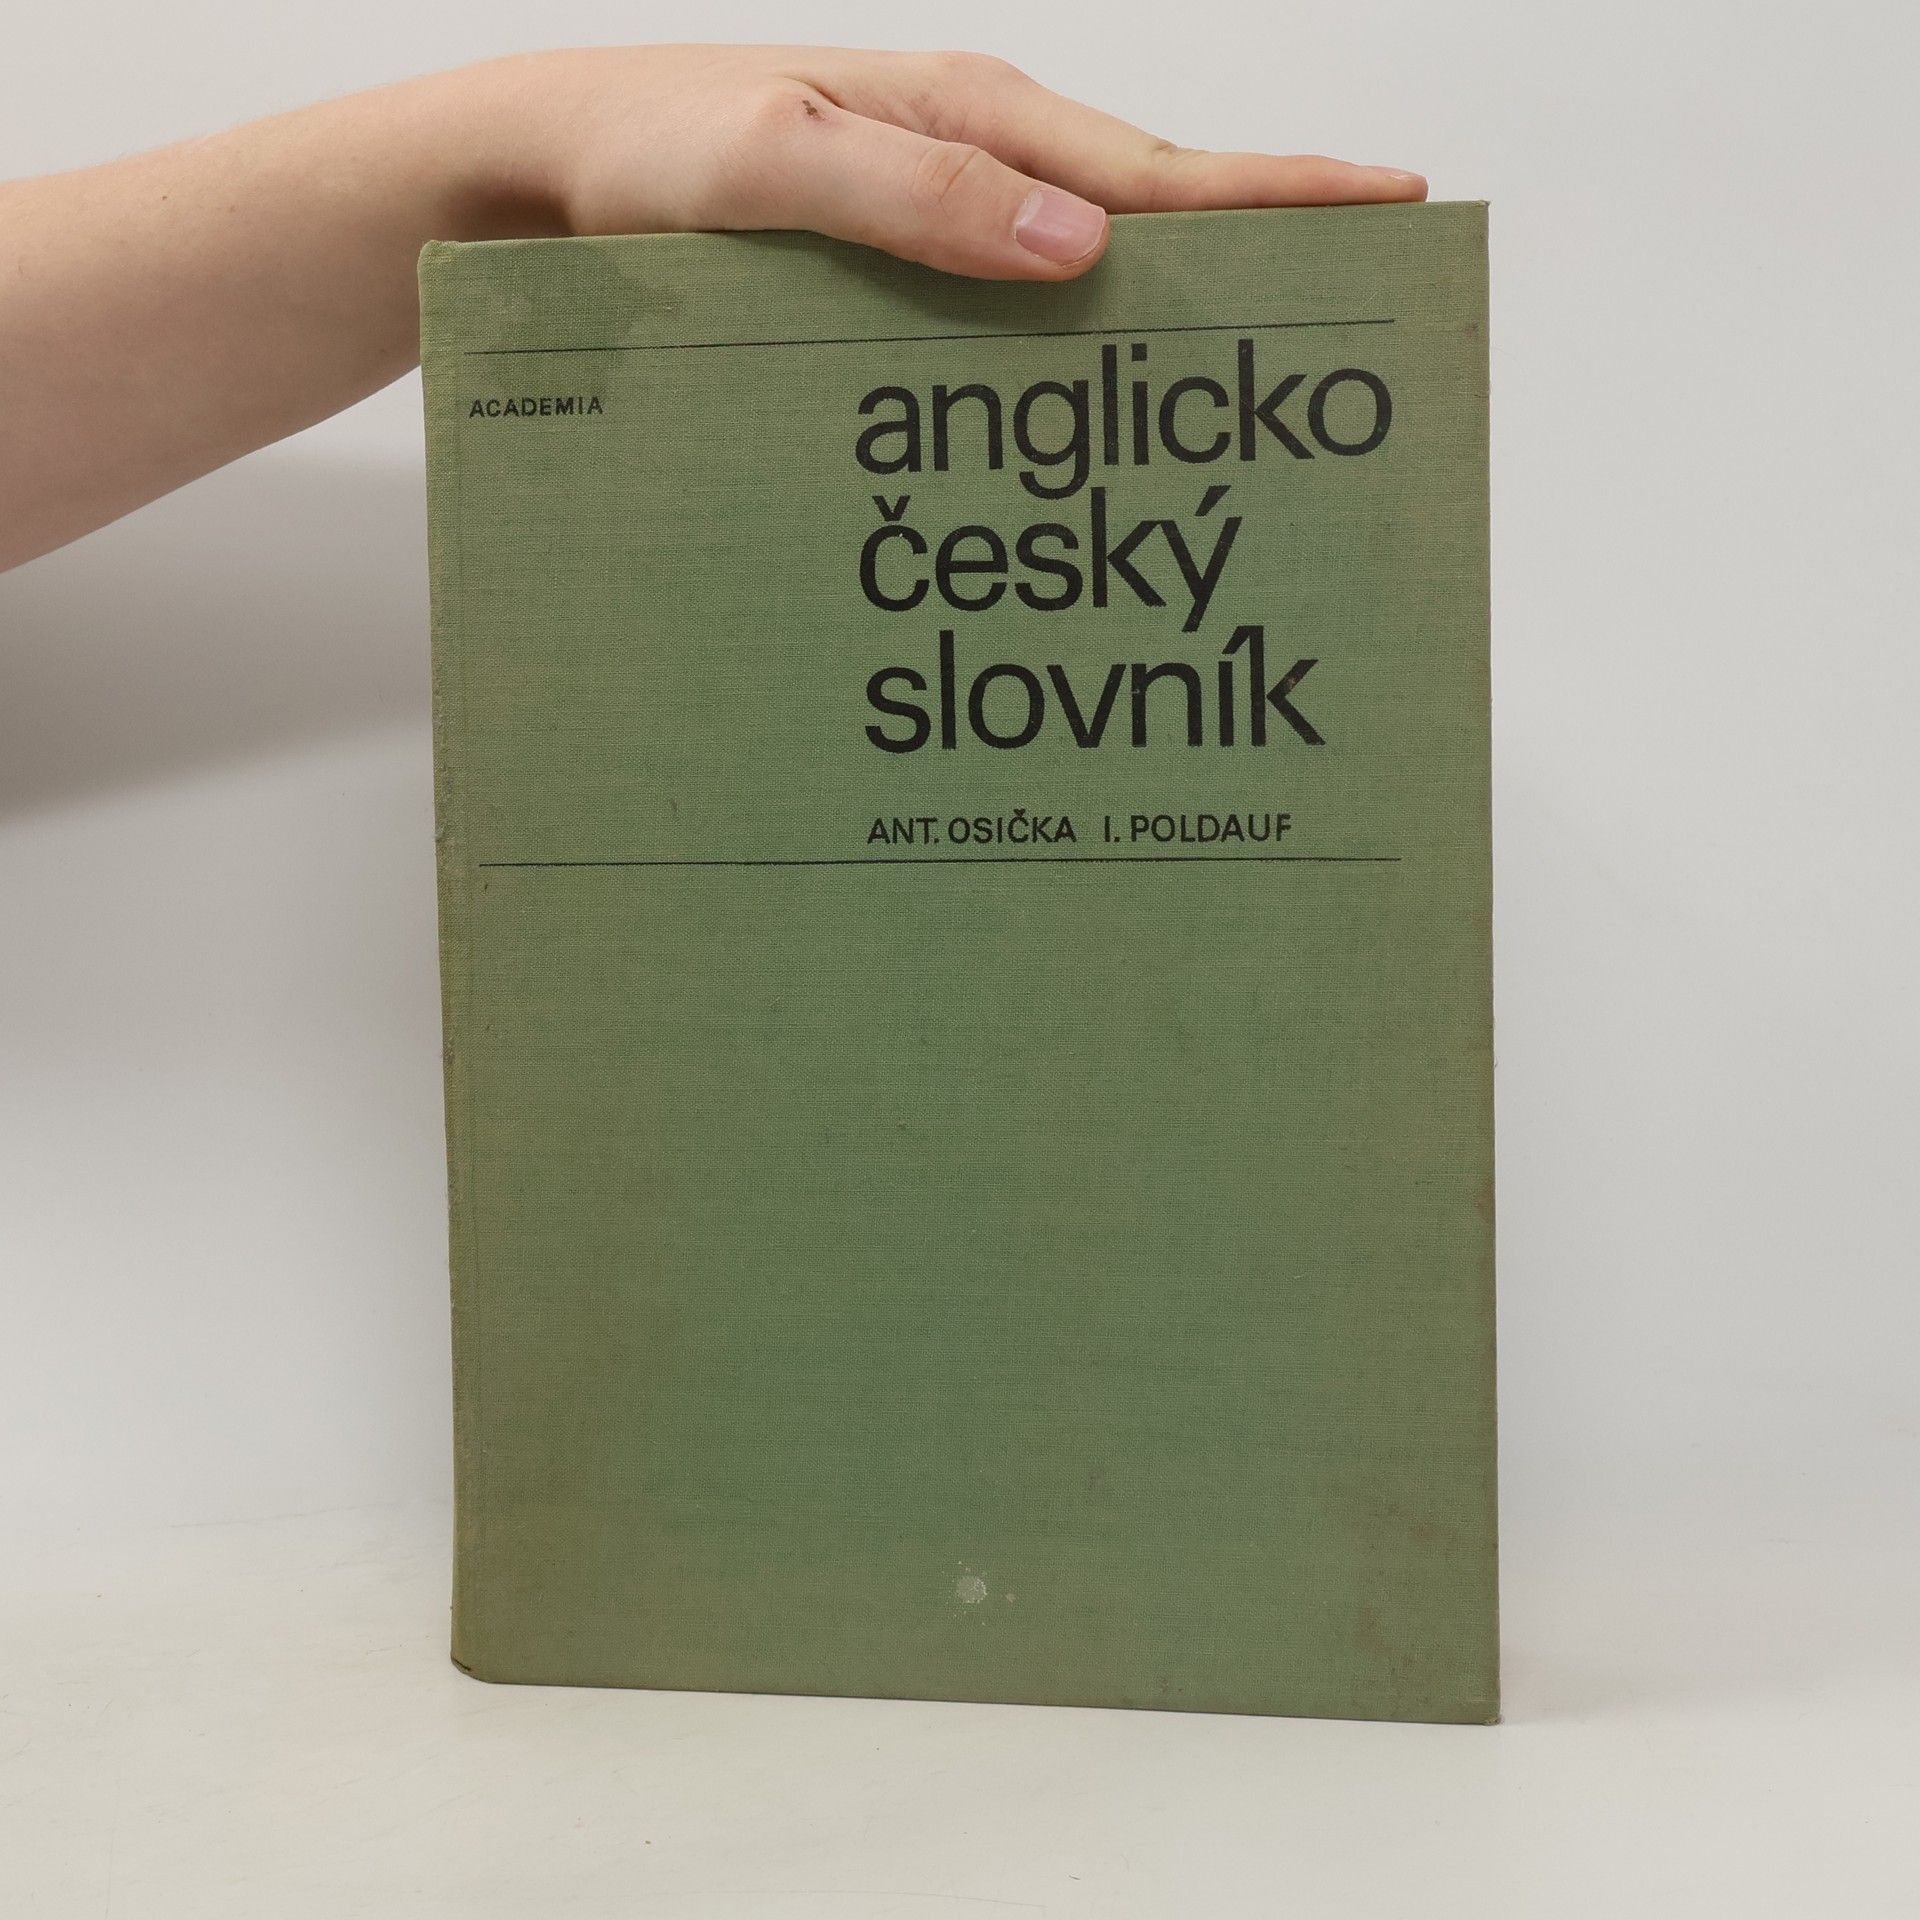 ACADEMIA
anglicko
český
slovník
ANT. OSIČKA I. POLDAUF